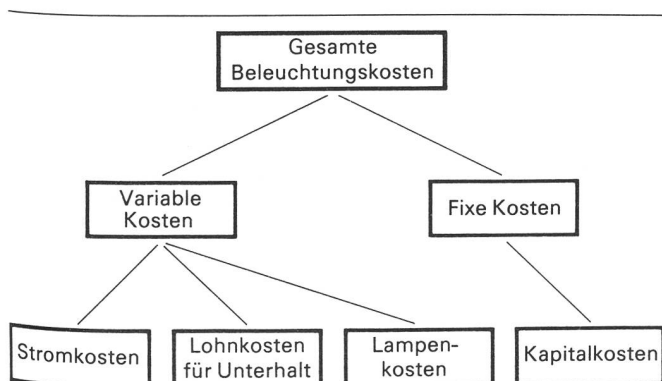 Gesamte
Beleuchtungskosten
Variable
Kosten
Fixe Kosten
Stromkosten
Lohnkosten
für Unterhalt
Lampen-
kosten
Kapitalkosten